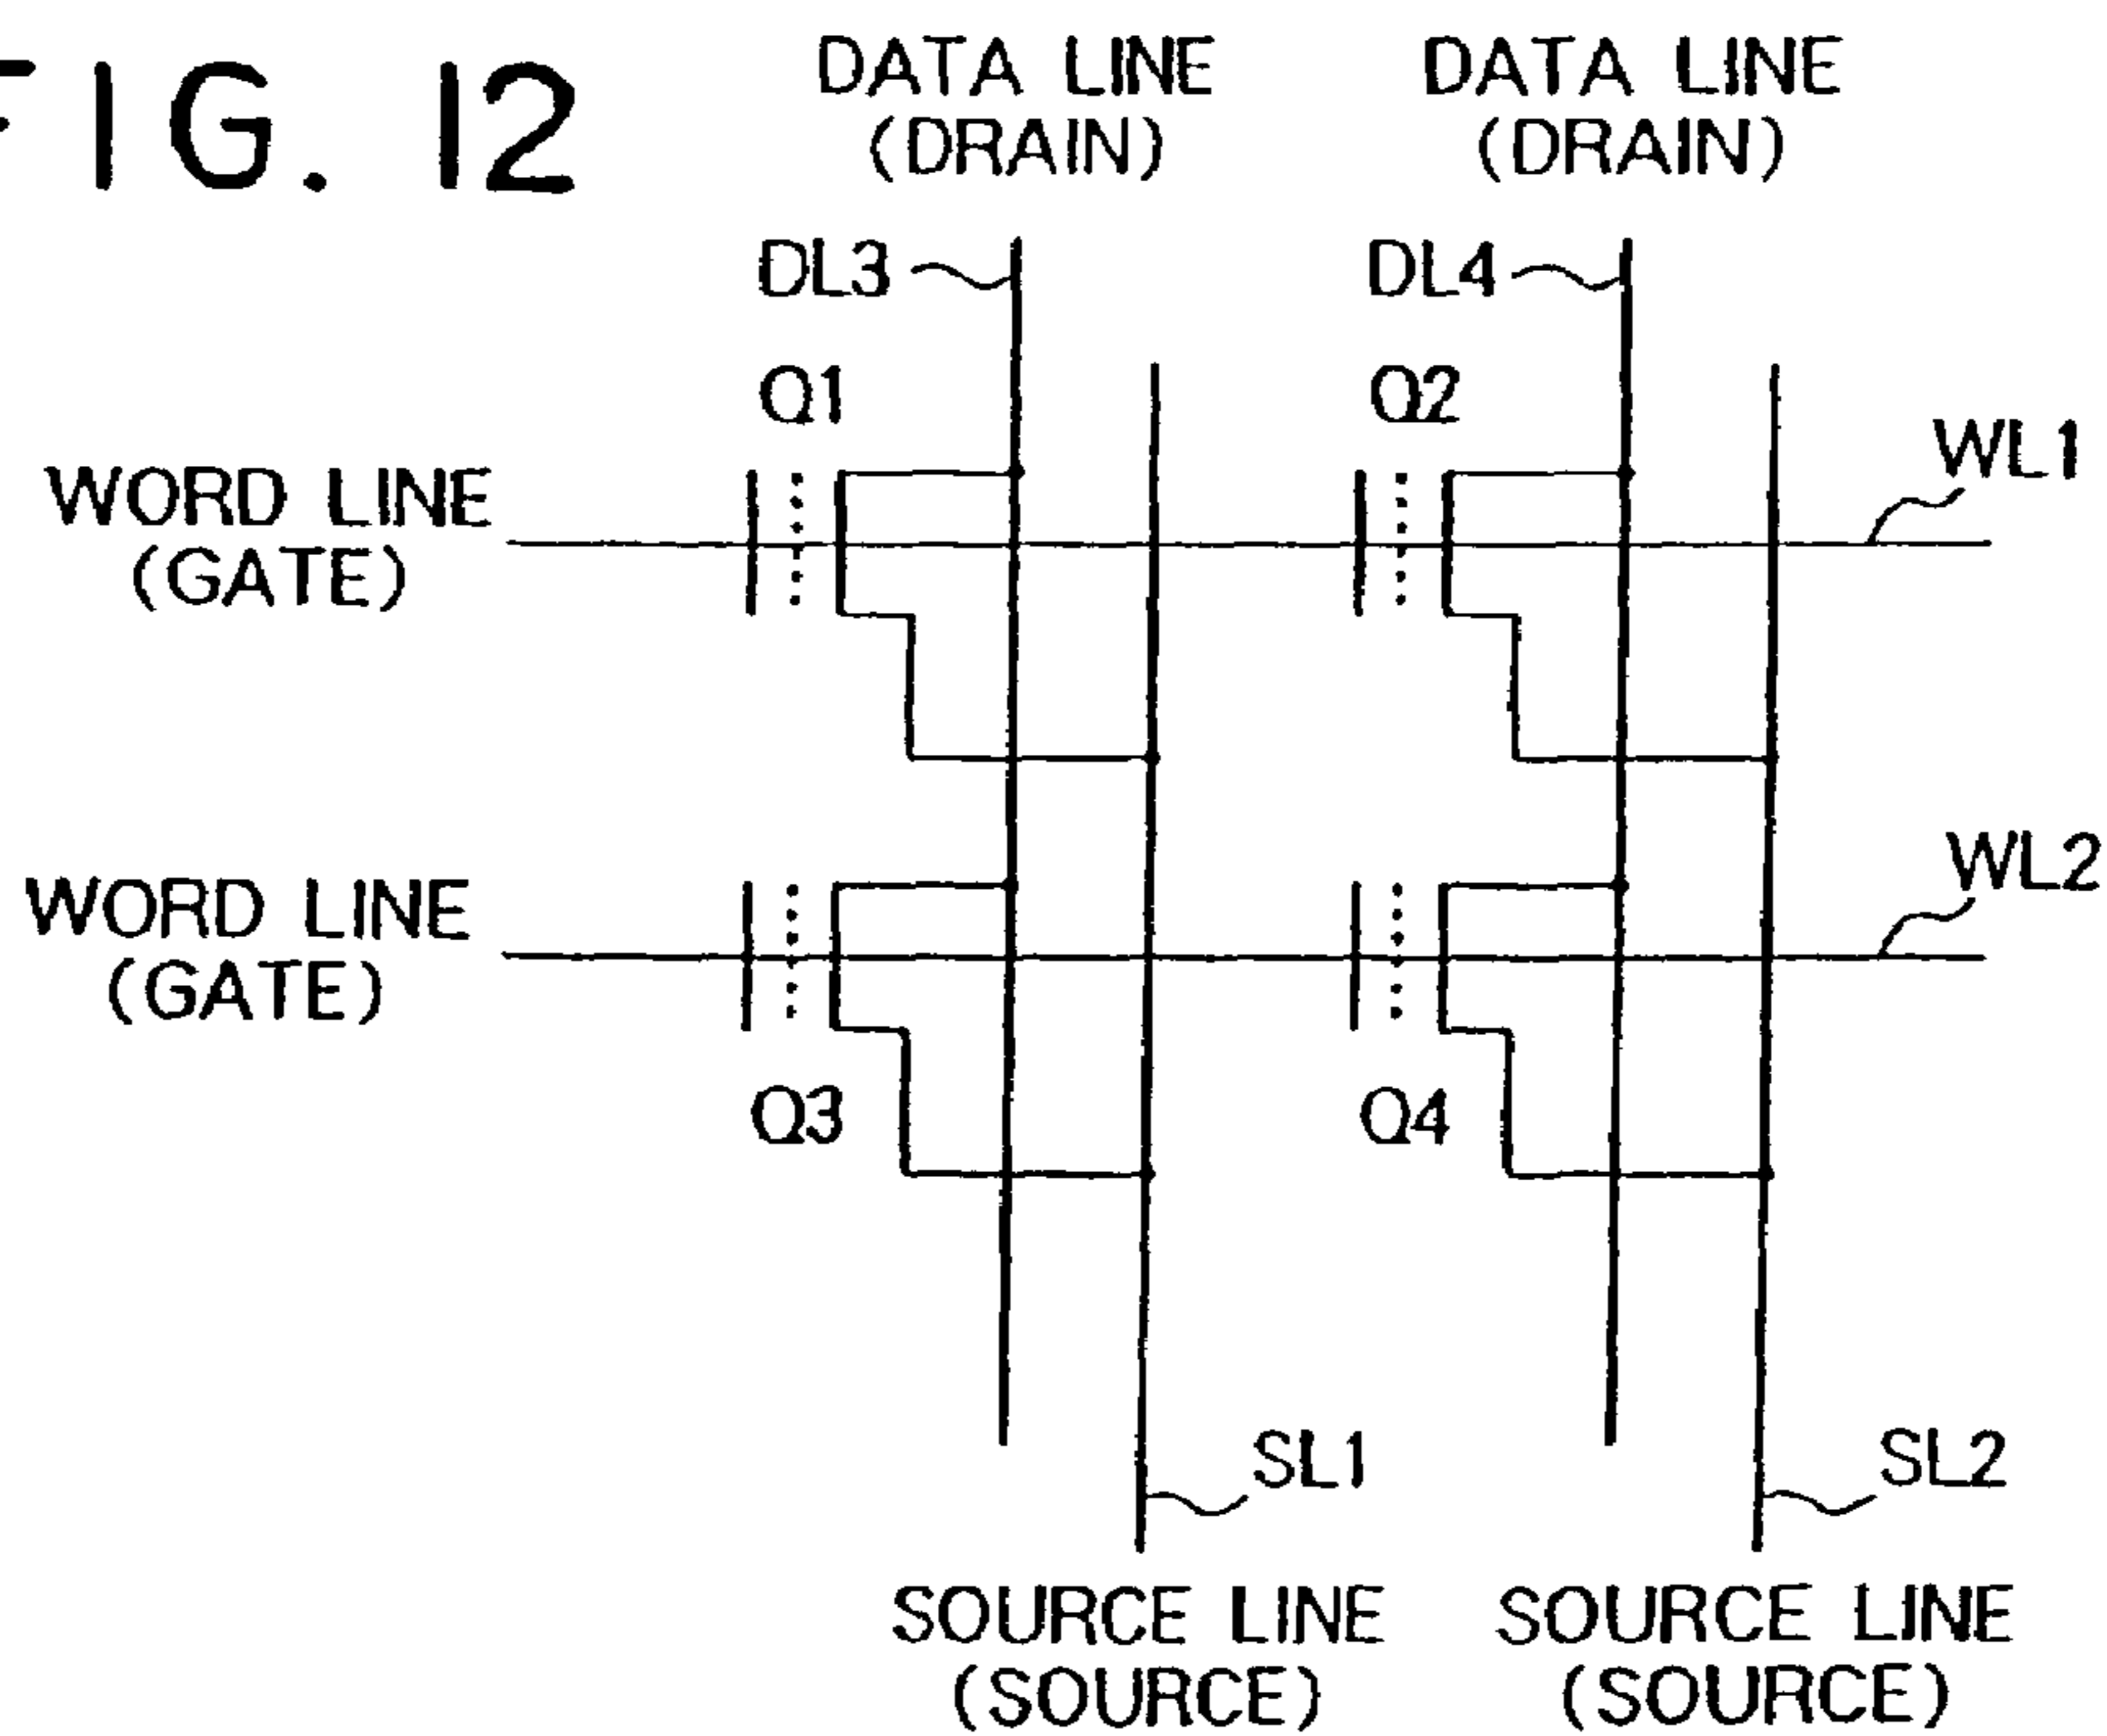 FIG. 12
DATA LINE
(DRAIN)
DATA LINE
(DRAIN)
DL3
DL4
Q1
Q2
WL1
WORD LINE
(GATE)
WL2
WORD LINE
(GATE)
Q3
Q4
SL1
SL2
SOURCE LINE
(SOURCE)
SOURCE LINE
(SOURCE)